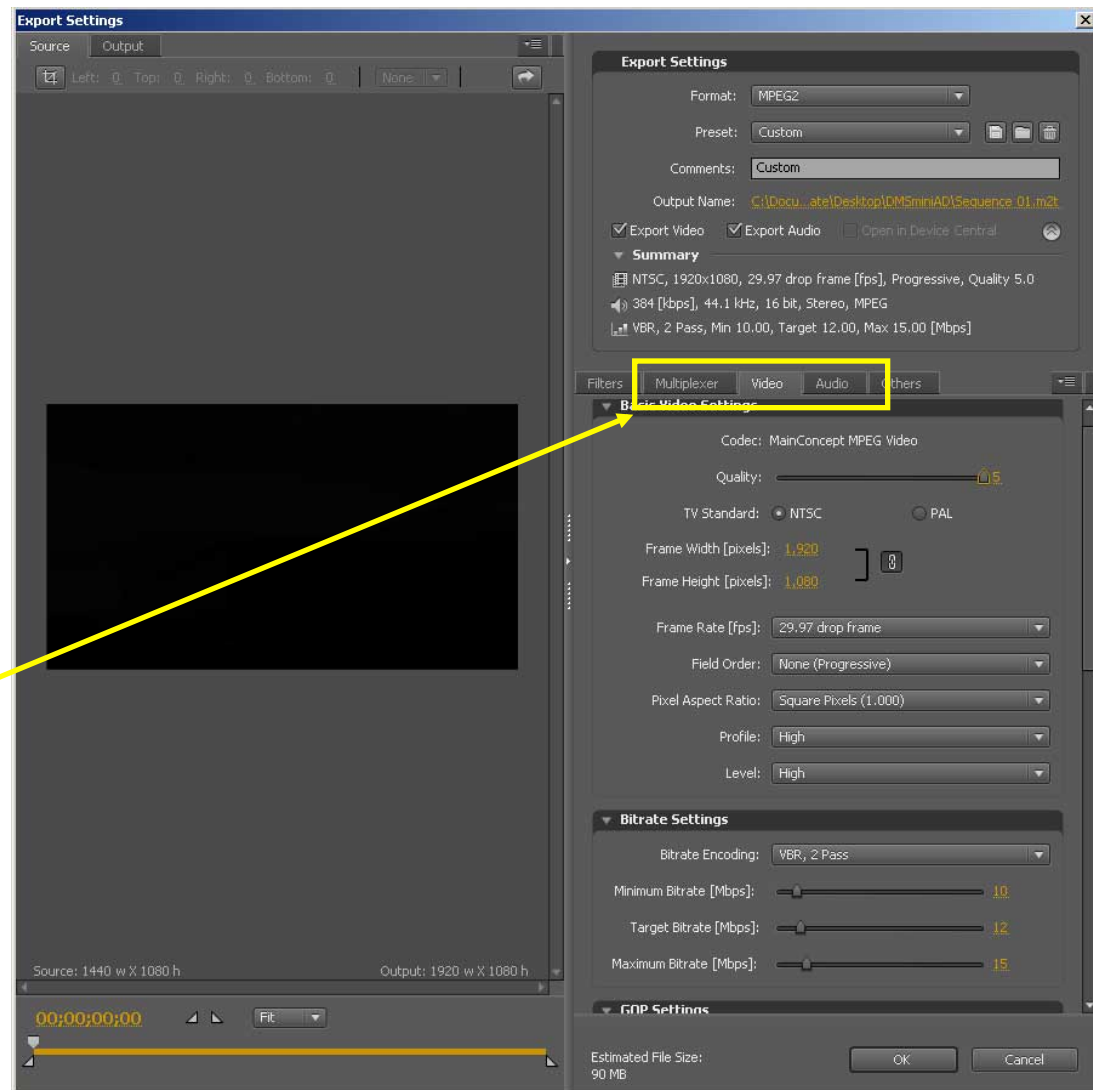 Export Settings
Source Output
Left: 0 Top: 0 Right: 0 Bottom: 0 None
Source: 1440 w X 1080 h Output: 1920 w X 1080 h
00;00;00;00 Fit
Export Settings
Format: MPEG2
Preset: Custom
Comments: Custom
Output Name: C:\Docu...ate\Desktop\DMSminiAD\Sequence 01.m2t
Export Video Export Audio Open in Device Central
Summary
NTSC, 1920x1080, 29.97 drop frame [fps], Progressive, Quality 5.0
384 [kbps], 44.1 kHz, 16 bit, Stereo, MPEG
VBR, 2 Pass, Min 10.00, Target 12.00, Max 15.00 [Mbps]
Filters Multiplexer Video Audio Others
Basic Video Settings
Codec: MainConcept MPEG Video
Quality: 5
TV Standard: NTSC PAL
Frame Width [pixels]: 1,920
Frame Height [pixels]: 1,080
Frame Rate [fps]: 29.97 drop frame
Field Order: None (Progressive)
Pixel Aspect Ratio: Square Pixels (1.000)
Profile: High
Level: High
Bitrate Settings
Bitrate Encoding: VBR, 2 Pass
Minimum Bitrate [Mbps]: 10
Target Bitrate [Mbps]: 12
Maximum Bitrate [Mbps]: 15
GOP Settings
Estimated File Size:
90 MB
OK Cancel